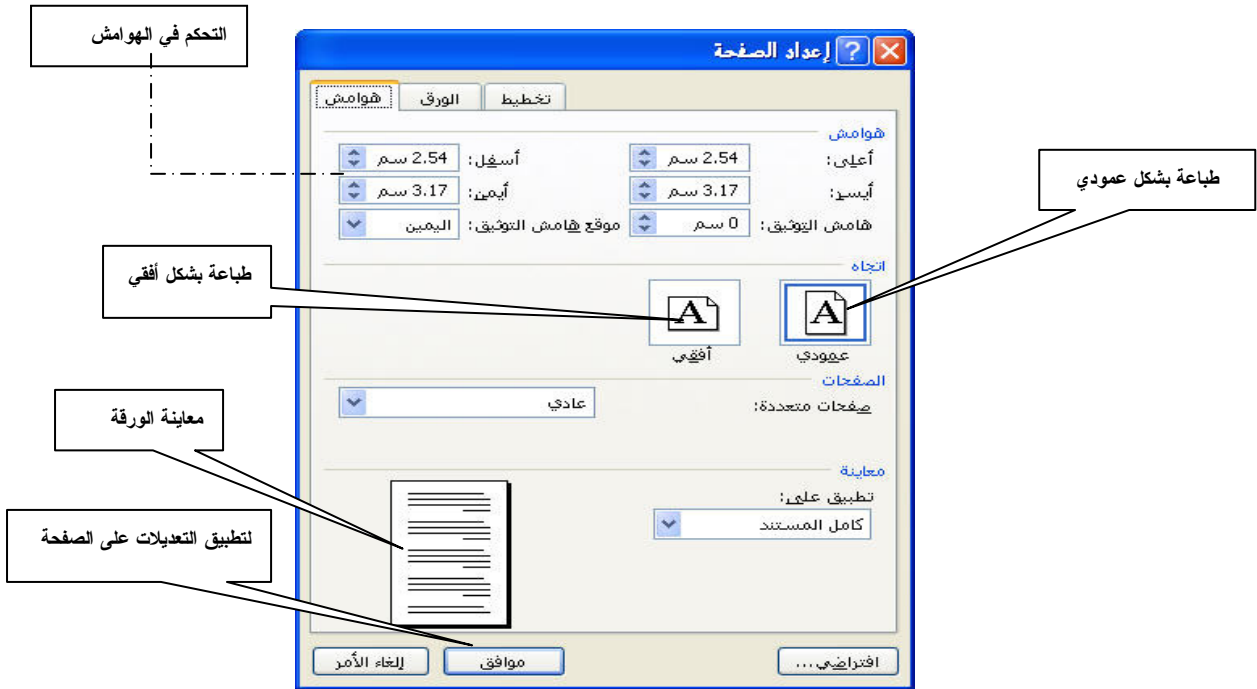 التحكم في الهوامش
إعداد الصفحة
تخطيط الورق هوامش
هوامش
أعلى: 2.54 سم أسفل: 2.54 سم
أيسر: 3.17 سم أيمن: 3.17 سم
هامش التوثيق: 0 سم موقع هامش التوثيق: اليمين
طباعة بشكل عمودي
اتجاه
طباعة بشكل أفقي
A A
عمودي أفقي
الصفحات
صفحات متعددة: عادي
معاينة الورقة
معاينة
تطبيق على:
كامل المستند
لتطبيق التعديلات على الصفحة
افتراضي... موافق إلغاء الأمر